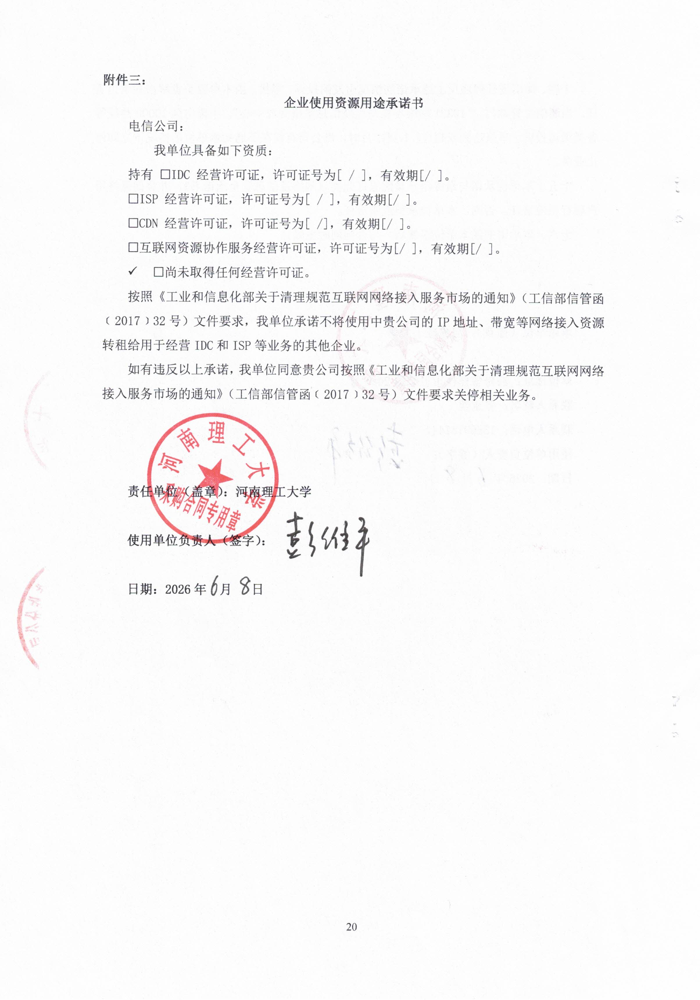 附件三：
企业使用资源用途承诺书
电信公司：
我单位具备如下资质：
持有 □IDC 经营许可证，许可证号为[ / ]，有效期[/ ]。
□ISP 经营许可证，许可证号为[ / ]，有效期[/ ]。
□CDN 经营许可证，许可证号为[ /]，有效期[/ ]。
□互联网资源协作服务经营许可证，许可证号为[/ ]，有效期[/ ]。
✓ □尚未取得任何经营许可证。
按照《工业和信息化部关于清理规范互联网网络接入服务市场的通知》（工信部信管函
﹝2017﹞32 号）文件要求，我单位承诺不将使用中贵公司的 IP 地址、带宽等网络接入资源
转租给用于经营 IDC 和 ISP 等业务的其他企业。
如有违反以上承诺，我单位同意贵公司按照《工业和信息化部关于清理规范互联网网络
接入服务市场的通知》（工信部信管函﹝2017﹞32 号）文件要求关停相关业务。
河南理工大学
采购合同专用章
责任单位（盖章）：河南理工大学
使用单位负责人（签字）： 彭维平
日期：2026 年 6 月 8 日
20